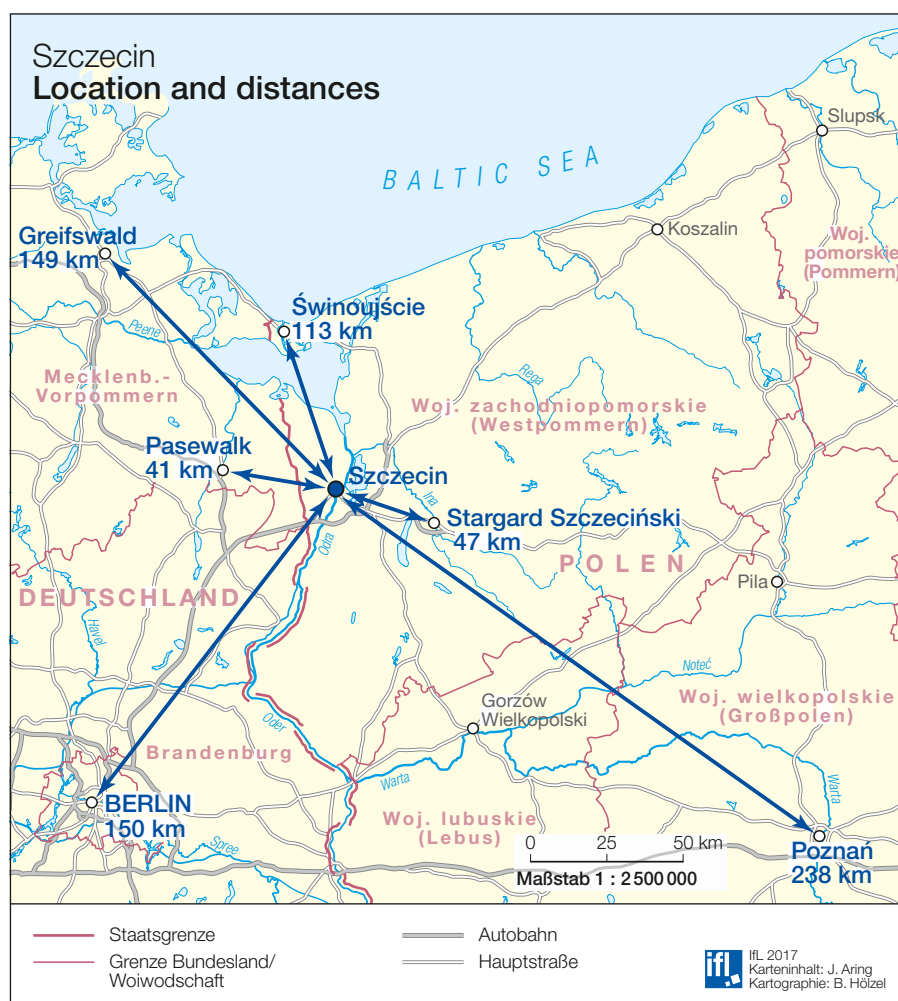 Szczecin
Location and distances
BALTIC SEA
Slupsk
Koszalin
Woj.
pomorskie
(Pommern)
Greifswald
149 km
Świnoujście
113 km
Peene
Mecklenb.-
Vorpommern
Rega
Woj. zachodniopomorskie
(Westpommern)
Pasewalk
41 km
Szczecin
Ina
Stargard Szczeciński
47 km
Odra
POLEN
Pila
DEUTSCHLAND
Havel
Noteć
Woj. wielkopolskie
(Großpolen)
Gorzów
Wielkopolski
Oder
Brandenburg
Warta
Warta
BERLIN
150 km
Spree
Woj. lubuskie
(Lebus)
0 25 50 km
Maßstab 1 : 2 500 000
Poznań
238 km
Staatsgrenze
Grenze Bundesland/
Woiwodschaft
Autobahn
Hauptstraße
ifl
IfL 2017
Karteninhalt: J. Aring
Kartographie: B. Hölzel